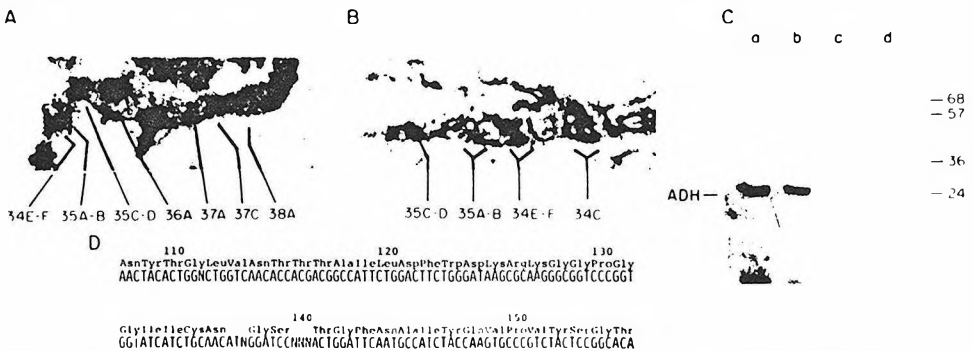 A
B
C
a b c d
68
57
36
24
ADH
34E-F 35A-B 35C-D 36A 37A 37C 38A
35C-D 35A-B 34E-F 34C
D
110 120 130
AsnTyrThrGlyLeuValAsnThrThrThrAlaIleLeuAspPheTrpAspLysArgLysGlyGlyProGly
AACTACACTGGNCTGGTCAACACCACGACGGCCATTCTGGACTTCTGGGATAAGCGCAAGGGCGGTCCCGGT
140 150
GlyIleIleCysAsn GlySer ThrGlyPheAsnAlaIleTyrGlnValProValTyrSerGlyThr
GGTATCATCTGCAACATNGGATCCNNNACTGGATTCAATGCCATCTACCAAGTGCCCGTCTACTCCGGCACA